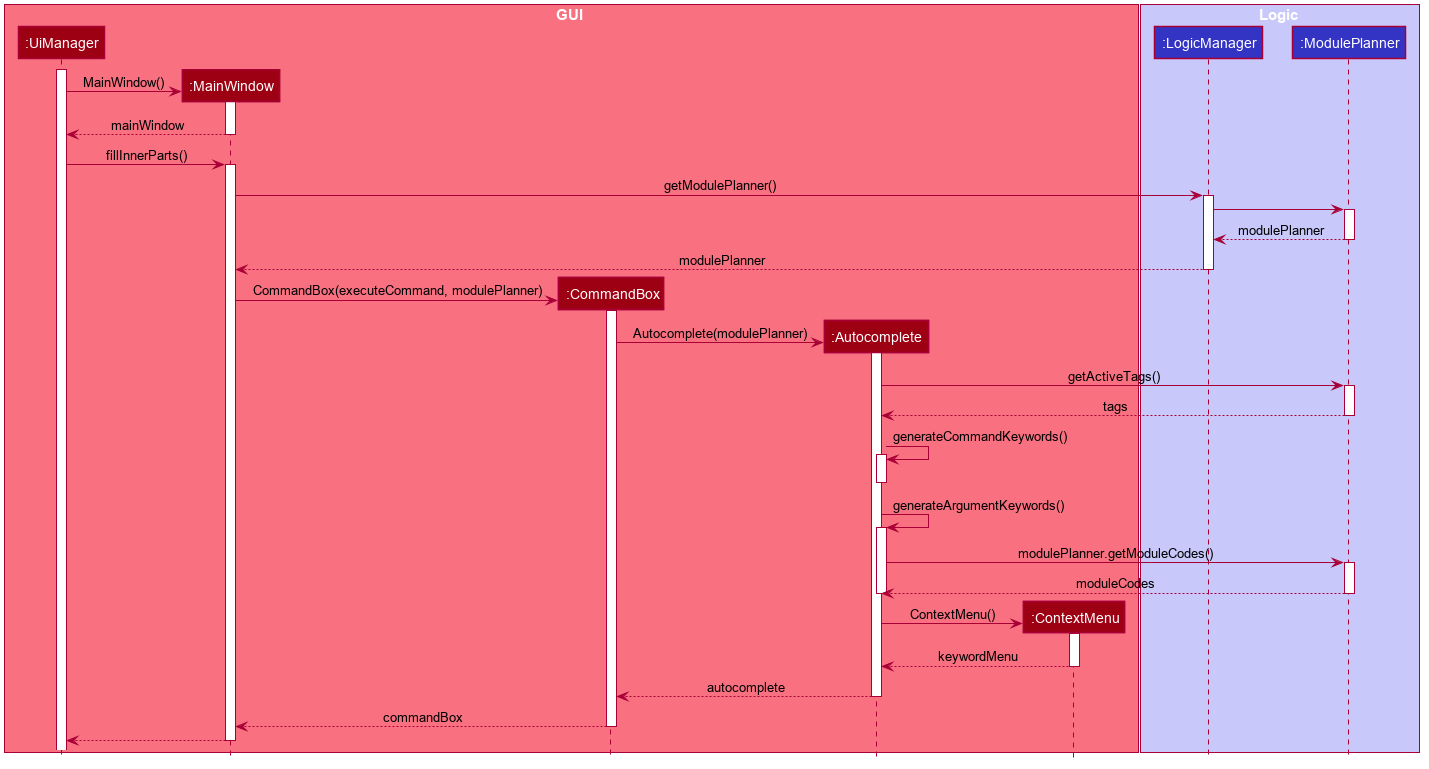 GUI
Logic
:UiManager
:LogicManager
:ModulePlanner
MainWindow()
:MainWindow
mainWindow
fillInnerParts()
getModulePlanner()
modulePlanner
modulePlanner
CommandBox(executeCommand, modulePlanner)
:CommandBox
Autocomplete(modulePlanner)
:Autocomplete
getActiveTags()
tags
generateCommandKeywords()
generateArgumentKeywords()
modulePlanner.getModuleCodes()
moduleCodes
ContextMenu()
:ContextMenu
keywordMenu
autocomplete
commandBox